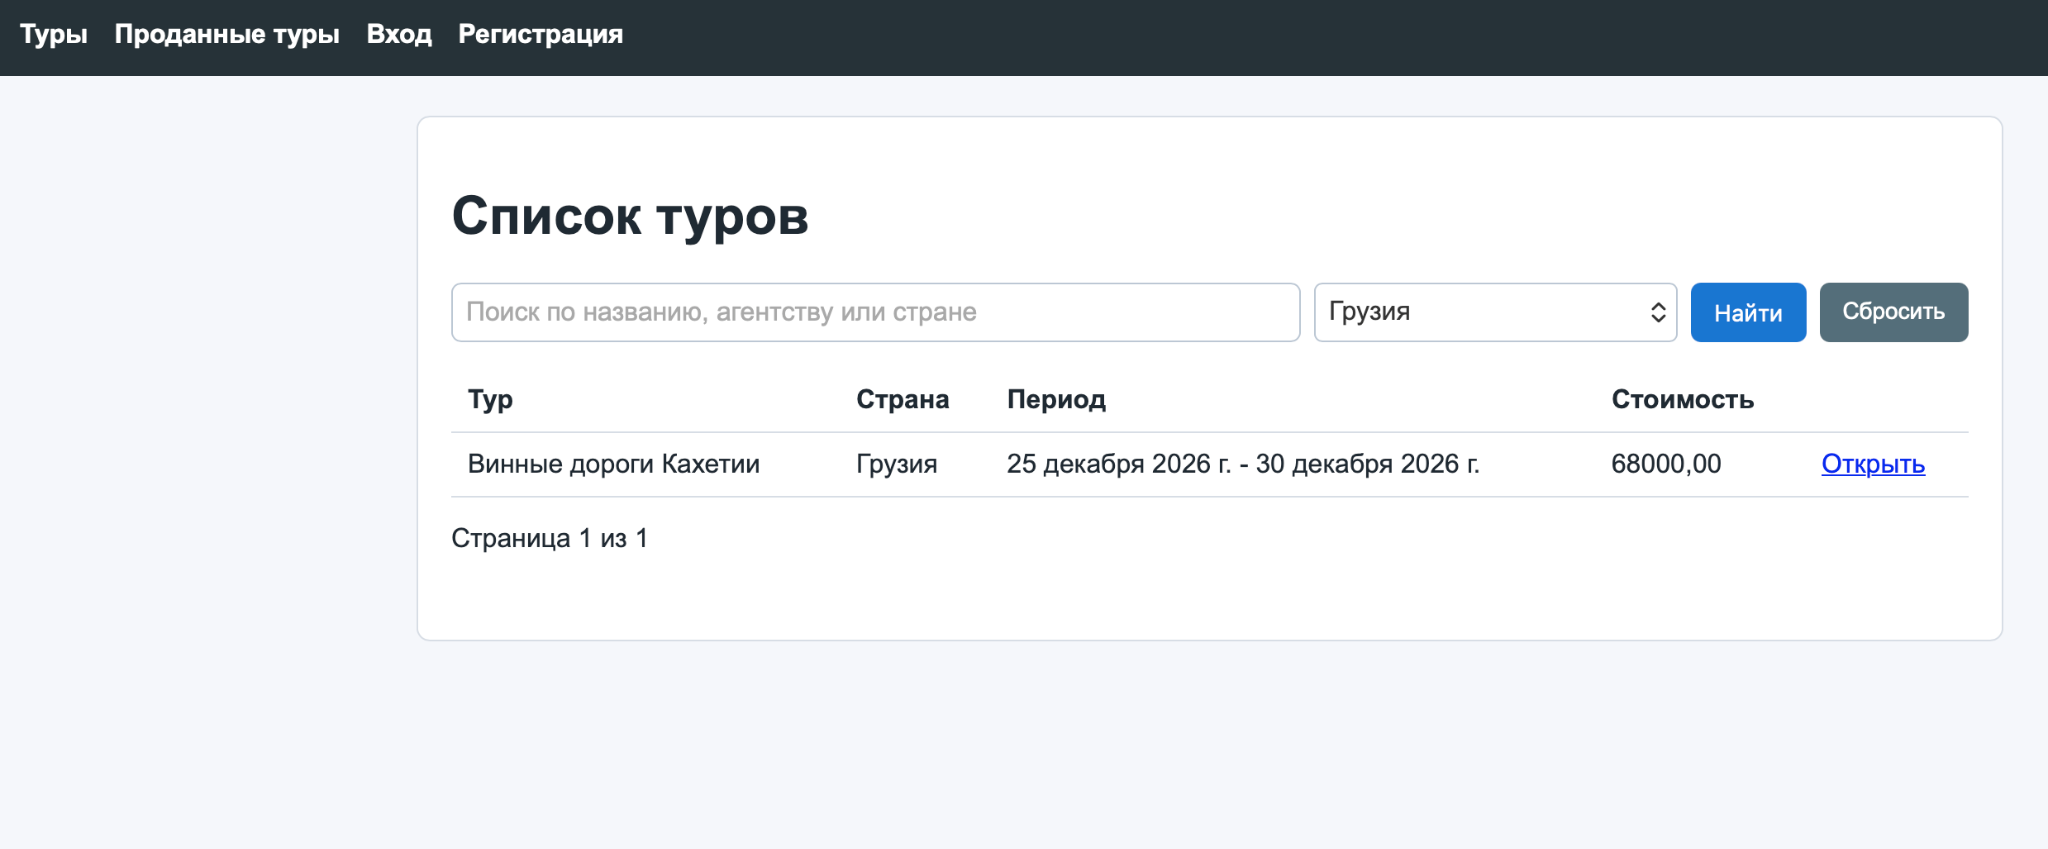 Туры Проданные туры Вход Регистрация
Список туров
Поиск по названию, агентству или стране Грузия Найти Сбросить
Тур Страна Период Стоимость
Винные дороги Кахетии Грузия 25 декабря 2026 г. - 30 декабря 2026 г. 68000,00 Открыть
Страница 1 из 1